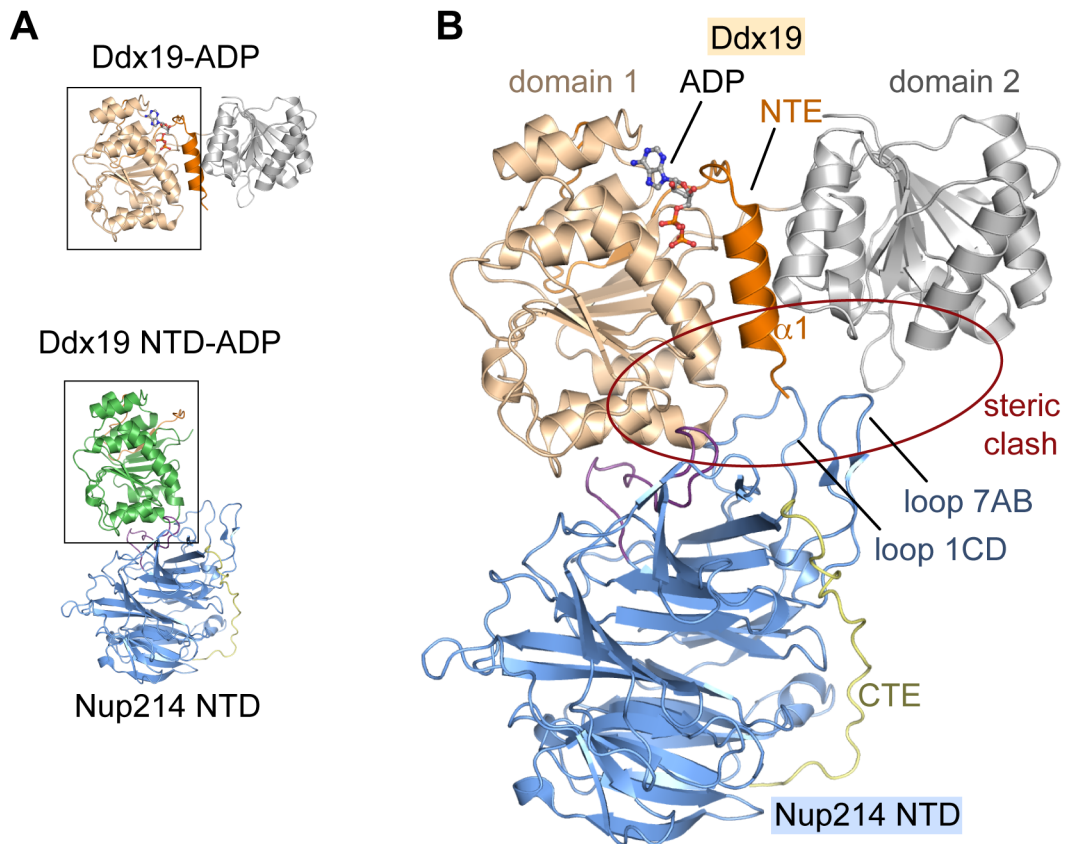 A
Ddx19-ADP
Ddx19 NTD-ADP
Nup214 NTD
B
Ddx19
domain 1
ADP
domain 2
NTE
α1
steric
clash
loop 7AB
loop 1CD
CTE
Nup214 NTD